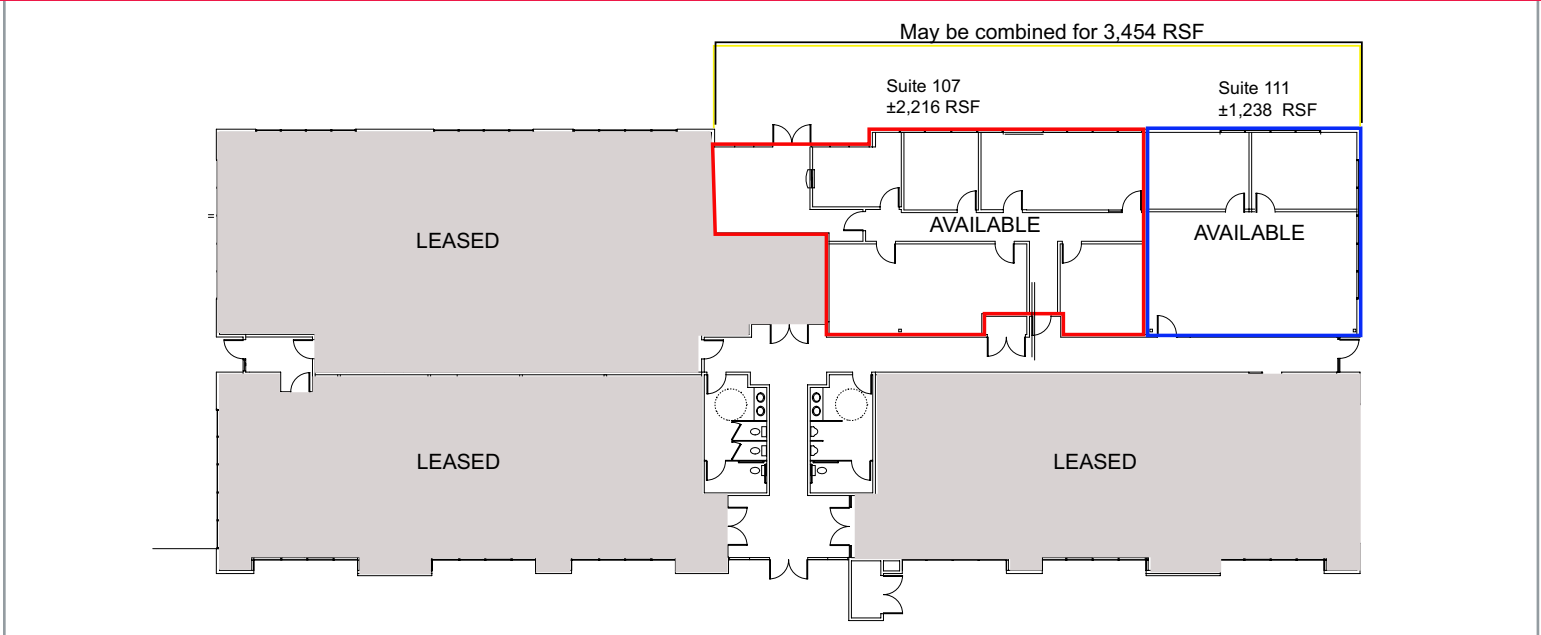 May be combined for 3,454 RSF
Suite 107
±2,216 RSF
Suite 111
±1,238 RSF
LEASED
AVAILABLE
AVAILABLE
LEASED
LEASED